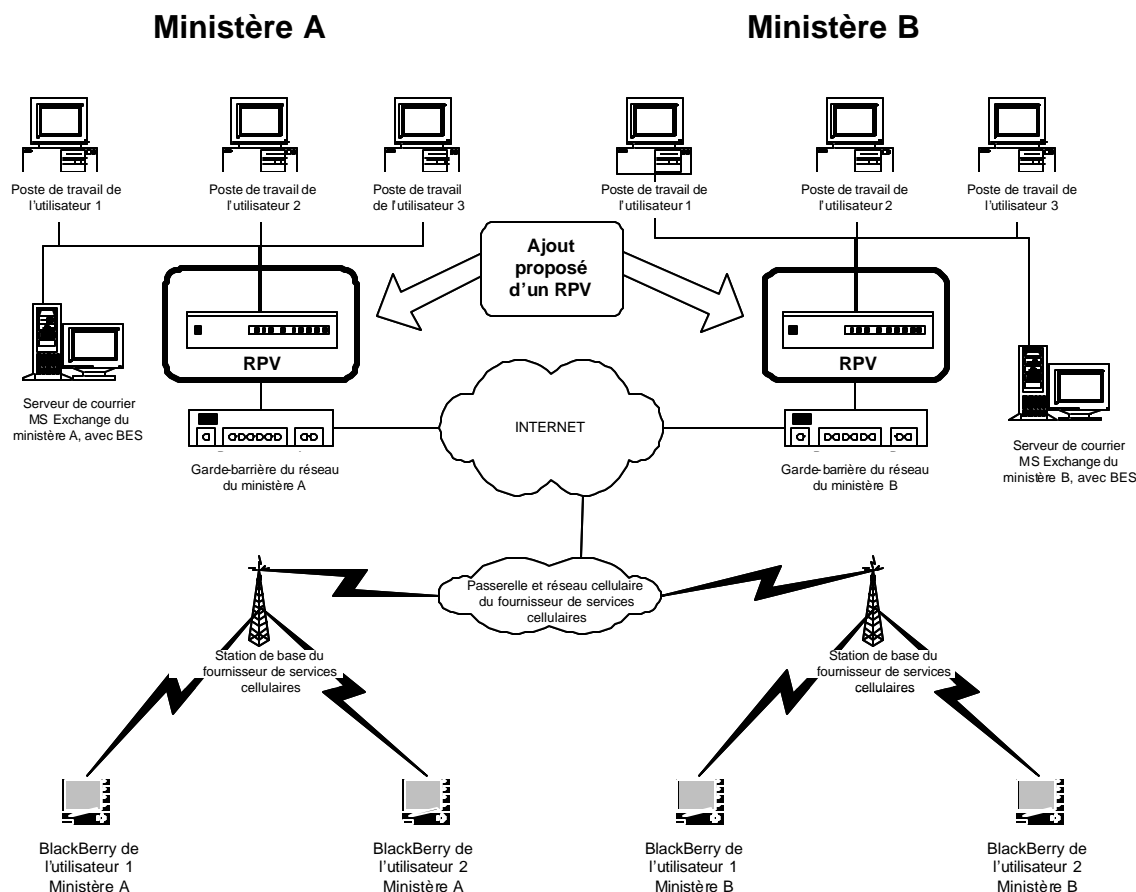 Ministère A
Ministère B
Poste de travail de
l'utilisateur 1
Poste de travail de
l'utilisateur 2
Poste de travail
de l'utilisateur 3
Poste de travail de
l'utilisateur 1
Poste de travail de
l'utilisateur 2
Poste de travail de
l'utilisateur 3
Ajout
proposé
d'un RPV
RPV
RPV
Serveur de courrier
MS Exchange du
ministère A, avec BES
Garde-barrière du réseau
du ministère A
INTERNET
Garde-barrière du réseau
du ministère B
Serveur de courrier
MS Exchange du
ministère B, avec BES
Passerelle et réseau cellulaire
du fournisseur de services
cellulaires
Station de base du
fournisseur de services
cellulaires
Station de base du
fournisseur de services
cellulaires
BlackBerry de
l'utilisateur 1
Ministère A
BlackBerry de
l'utilisateur 2
Ministère A
BlackBerry de
l'utilisateur 1
Ministère B
BlackBerry de
l'utilisateur 2
Ministère B